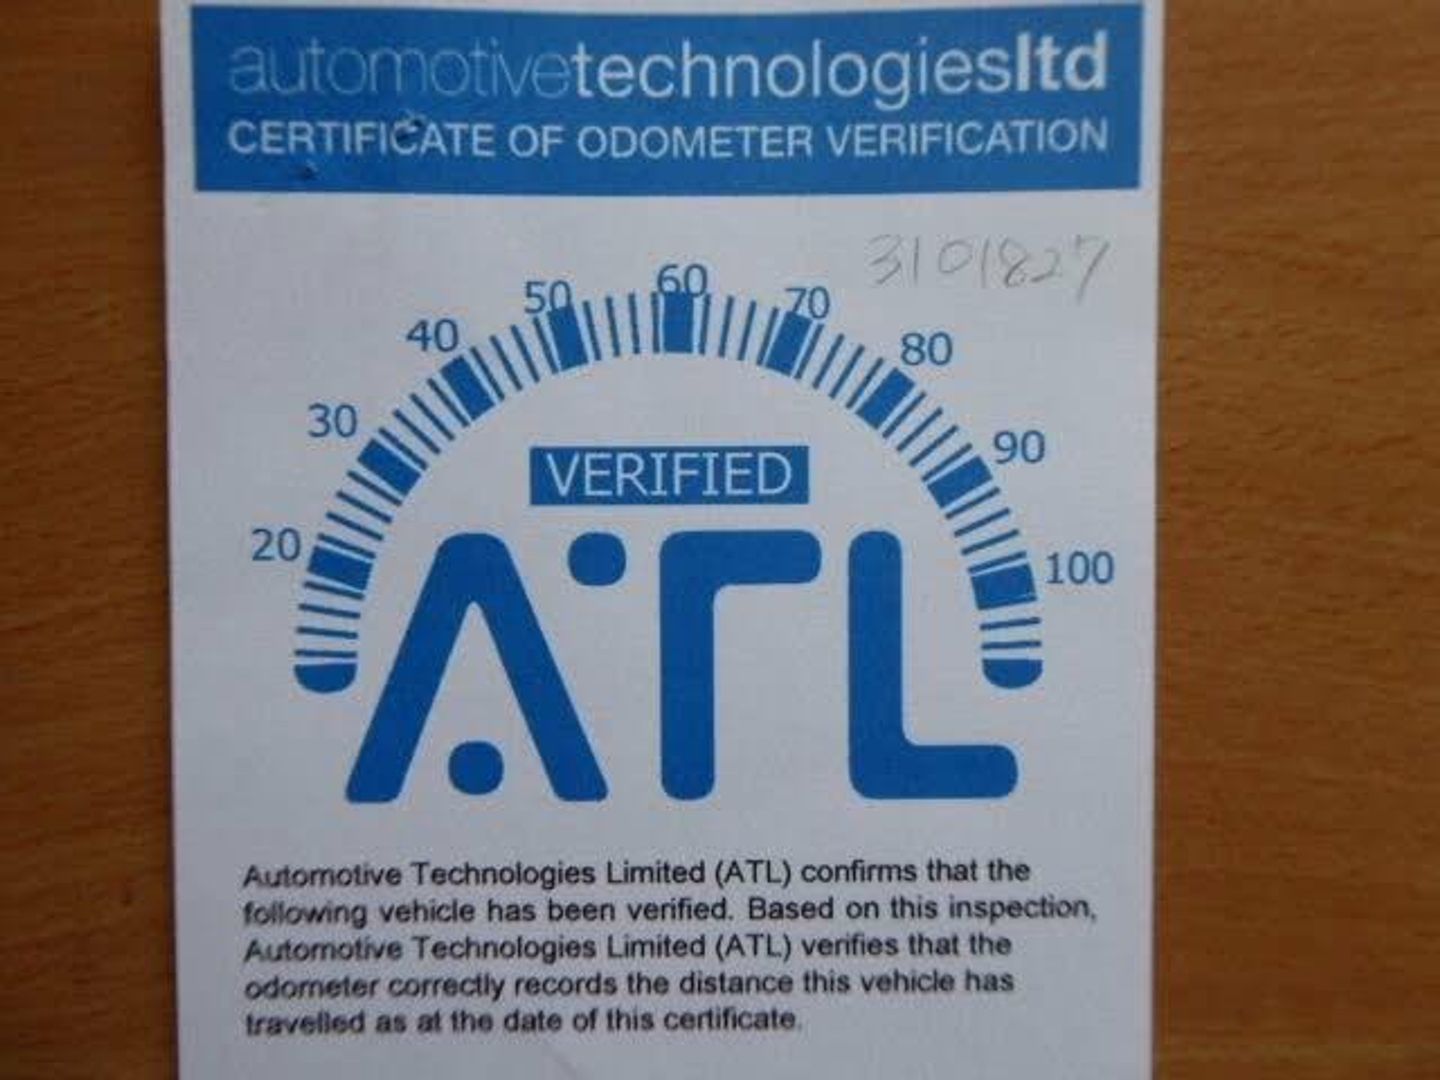 automotivetechnologiesltd
CERTIFICATE OF ODOMETER VERIFICATION
3101827
20
30
40
50
60
70
80
90
100
VERIFIED
ATL
Automotive Technologies Limited (ATL) confirms that the
following vehicle has been verified. Based on this inspection,
Automotive Technologies Limited (ATL) verifies that the
odometer correctly records the distance this vehicle has
travelled as at the date of this certificate.